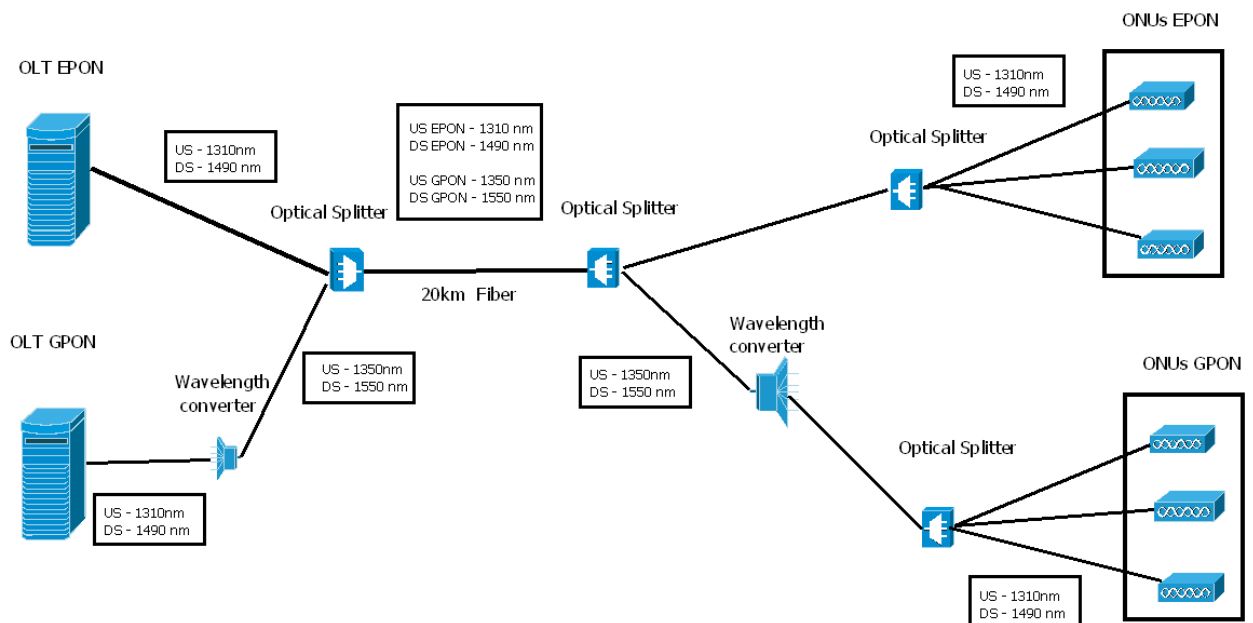 ONUs EPON
OLT EPON
US - 1310nm
DS - 1490 nm
US - 1310nm
DS - 1490 nm
US EPON - 1310 nm
DS EPON - 1490 nm
US GPON - 1350 nm
DS GPON - 1550 nm
Optical Splitter
Optical Splitter
Optical Splitter
20km Fiber
OLT GPON
Wavelength
converter
US - 1350nm
DS - 1550 nm
Wavelength
converter
US - 1350nm
DS - 1550 nm
ONUs GPON
Optical Splitter
US - 1310nm
DS - 1490 nm
US - 1310nm
DS - 1490 nm